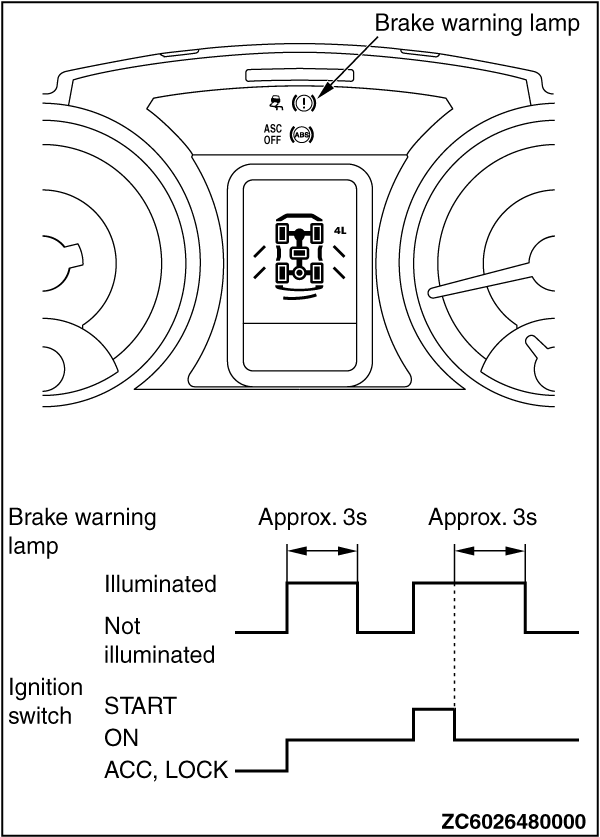 Brake warning lamp
ASC
OFF
ABS
4L
Brake warning
lamp
Approx. 3s
Approx. 3s
Illuminated
Not
illuminated
Ignition
switch
START
ON
ACC, LOCK
ZC6026480000